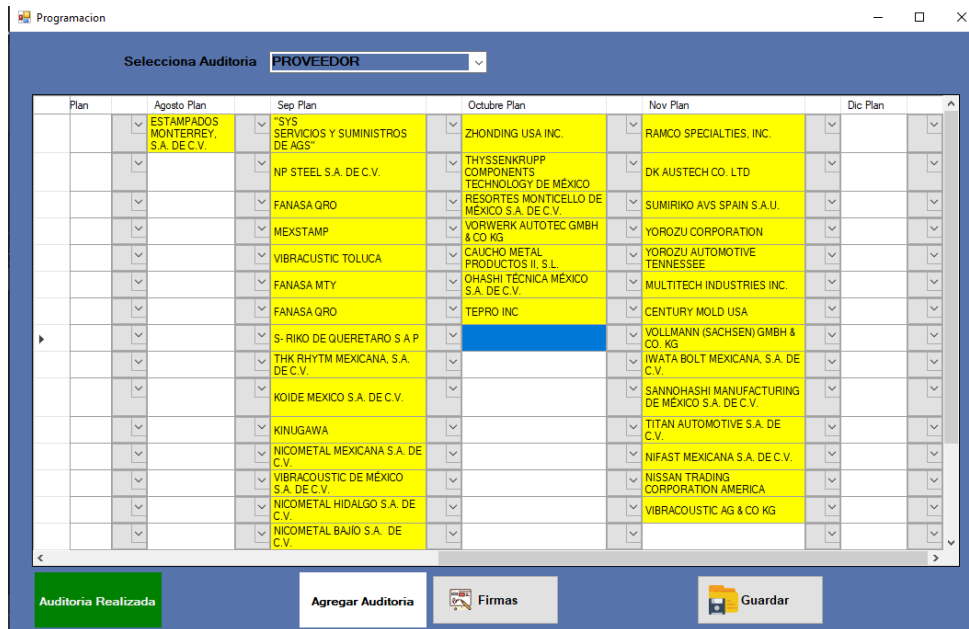 Programacion
Selecciona Auditoria PROVEEDOR
Plan Agosto Plan Sep Plan Octubre Plan Nov Plan Dic Plan
ESTAMPADOS
MONTERREY,
S.A. DE C.V.
"SYS
SERVICIOS Y SUMINISTROS
DE AGS"
ZHONDING USA INC.
RAMCO SPECIALTIES, INC.
NP STEEL S.A. DE C.V.
THYSSENKRUPP
COMPONENTS
TECHNOLOGY DE MÉXICO
DK AUSTECH CO. LTD
FANASA QRO
RESORTES MONTICELLO DE
MÉXICO S.A. DE C.V.
SUMIRIKO AVS SPAIN S.A.U.
MEXSTAMP
VORWERK AUTOTEC GMBH
& CO KG
YOROZU CORPORATION
VIBRACUSTIC TOLUCA
CAUCHO METAL
PRODUCTOS II, S.L.
YOROZU AUTOMOTIVE
TENNESSEE
FANASA MTY
OHASHI TÉCNICA MÉXICO
S.A. DE C.V.
MULTITECH INDUSTRIES INC.
FANASA QRO
TEPRO INC
CENTURY MOLD USA
S- RIKO DE QUERETARO S A P
VOLLMANN (SACHSEN) GMBH &
CO. KG
THK RHYTM MEXICANA, S.A.
DE C.V.
IWATA BOLT MEXICANA, S.A. DE
C.V.
KOIDE MEXICO S.A. DE C.V.
SANNOHASHI MANUFACTURING
DE MÉXICO S.A. DE C.V.
KINUGAWA
TITAN AUTOMOTIVE S.A. DE
C.V.
NICOMETAL MEXICANA S.A. DE
C.V.
NIFAST MEXICANA S.A. DE C.V.
VIBRACOUSTIC DE MÉXICO
S.A. DE C.V.
NISSAN TRADING
CORPORATION AMERICA
NICOMETAL HIDALGO S.A. DE
C.V.
VIBRACOUSTIC AG & CO KG
NICOMETAL BAJÍO S.A. DE
C.V.
Auditoria Realizada Agregar Auditoria Firmas Guardar